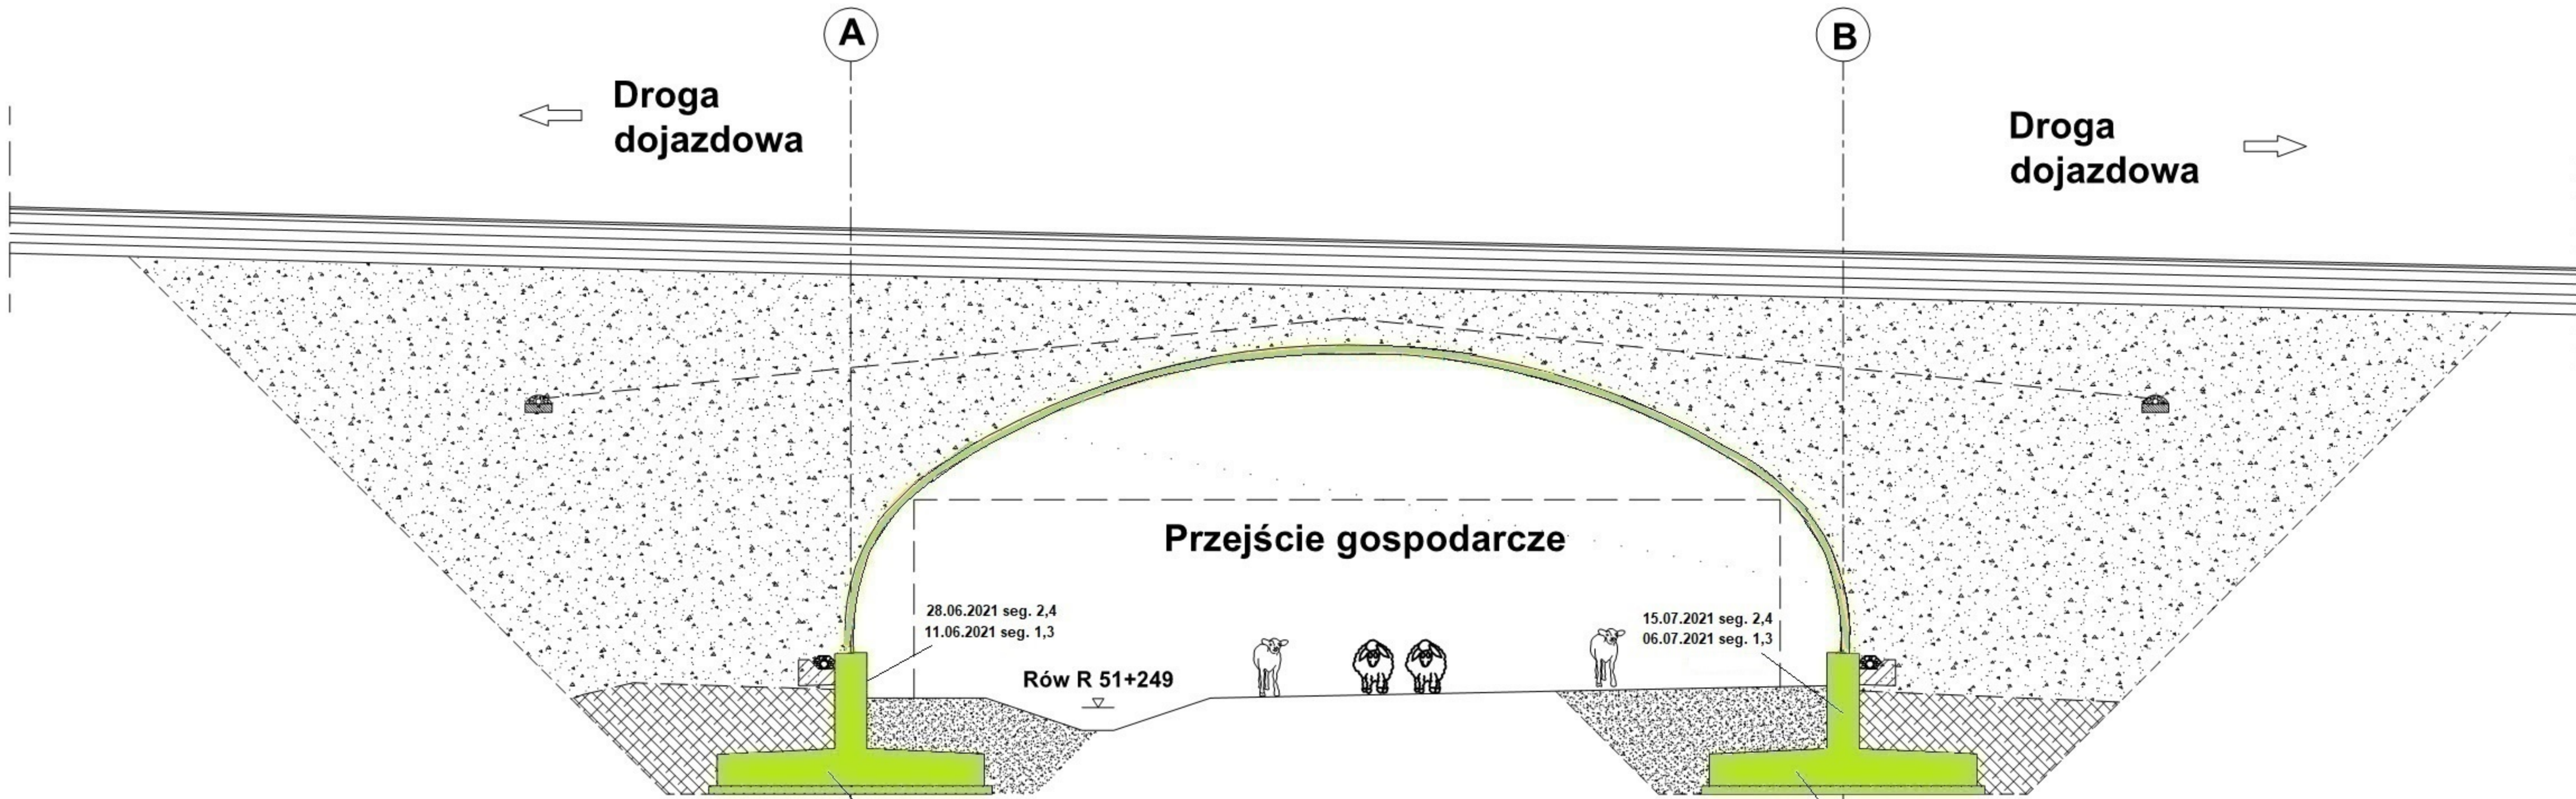 A
B
Droga
dojazdowa
Droga
dojazdowa
Przejście gospodarcze
28.06.2021 seg. 2,4
11.06.2021 seg. 1,3
15.07.2021 seg. 2,4
06.07.2021 seg. 1,3
Rów R 51+249